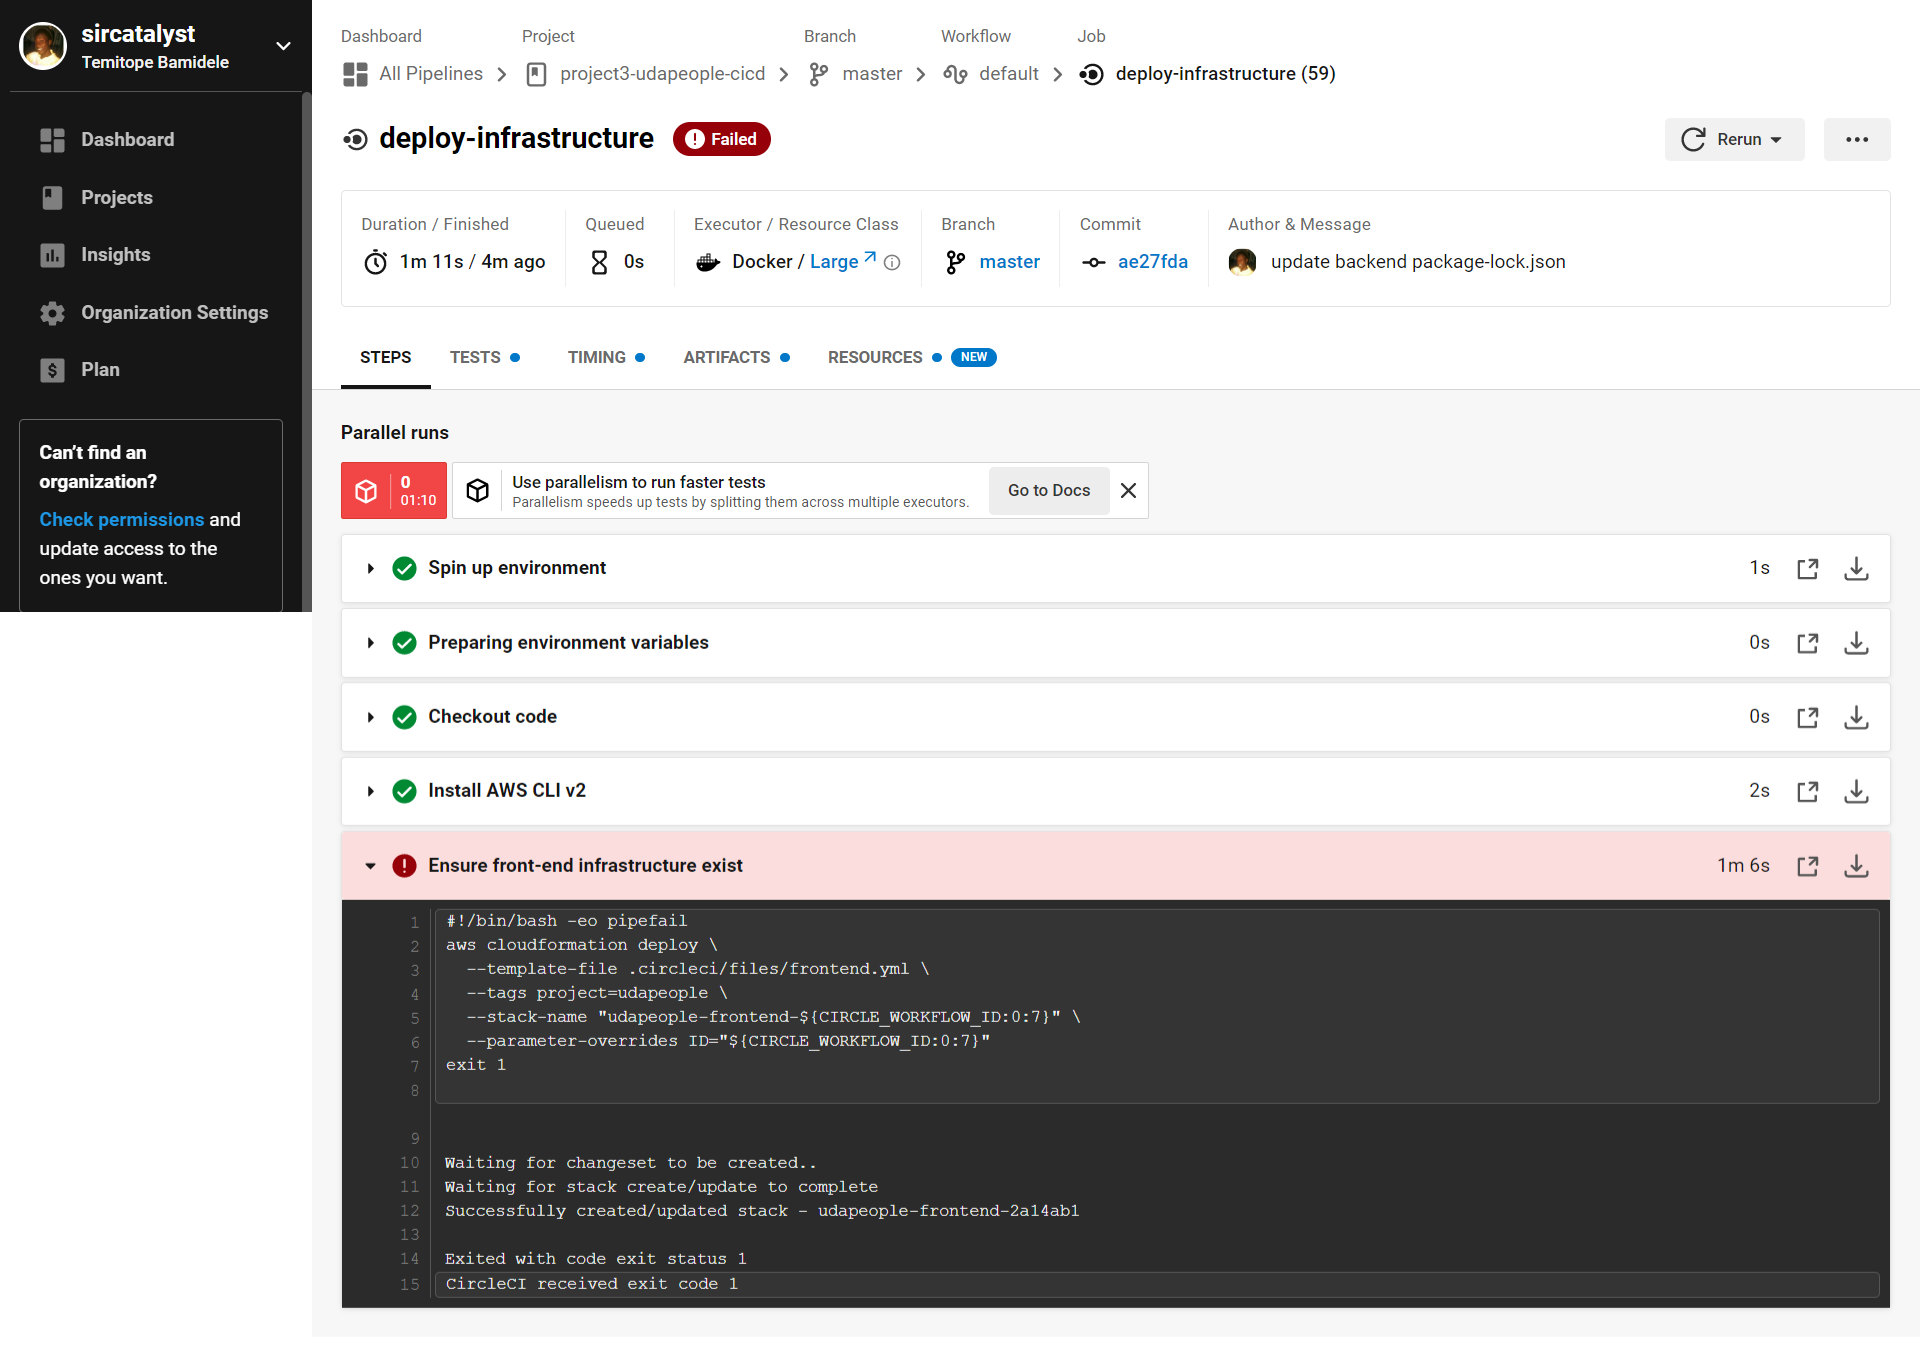 sircatalyst
Temitope Bamidele
Dashboard
Projects
Insights
Organization Settings
Plan
Can't find an
organization?
Check permissions and
update access to the
ones you want.
Dashboard Project Branch Workflow Job
All Pipelines project3-udapeople-cicd master default deploy-infrastructure (59)
deploy-infrastructure Failed Rerun
Duration / Finished Queued Executor / Resource Class Branch Commit Author & Message
1m 11s / 4m ago 0s Docker / Large master ae27fda update backend package-lock.json
STEPS TESTS TIMING ARTIFACTS RESOURCES NEW
Parallel runs
0
01:10
Use parallelism to run faster tests
Parallelism speeds up tests by splitting them across multiple executors.
Go to Docs
Spin up environment 1s
Preparing environment variables 0s
Checkout code 0s
Install AWS CLI v2 2s
Ensure front-end infrastructure exist 1m 6s
1 #!/bin/bash -eo pipefail
2 aws cloudformation deploy \
3 --template-file .circleci/files/frontend.yml \
4 --tags project=udapeople \
5 --stack-name "udapeople-frontend-${CIRCLE_WORKFLOW_ID:0:7}" \
6 --parameter-overrides ID="${CIRCLE_WORKFLOW_ID:0:7}"
7 exit 1
8
9
10 Waiting for changeset to be created..
11 Waiting for stack create/update to complete
12 Successfully created/updated stack - udapeople-frontend-2a14ab1
13
14 Exited with code exit status 1
15 CircleCI received exit code 1